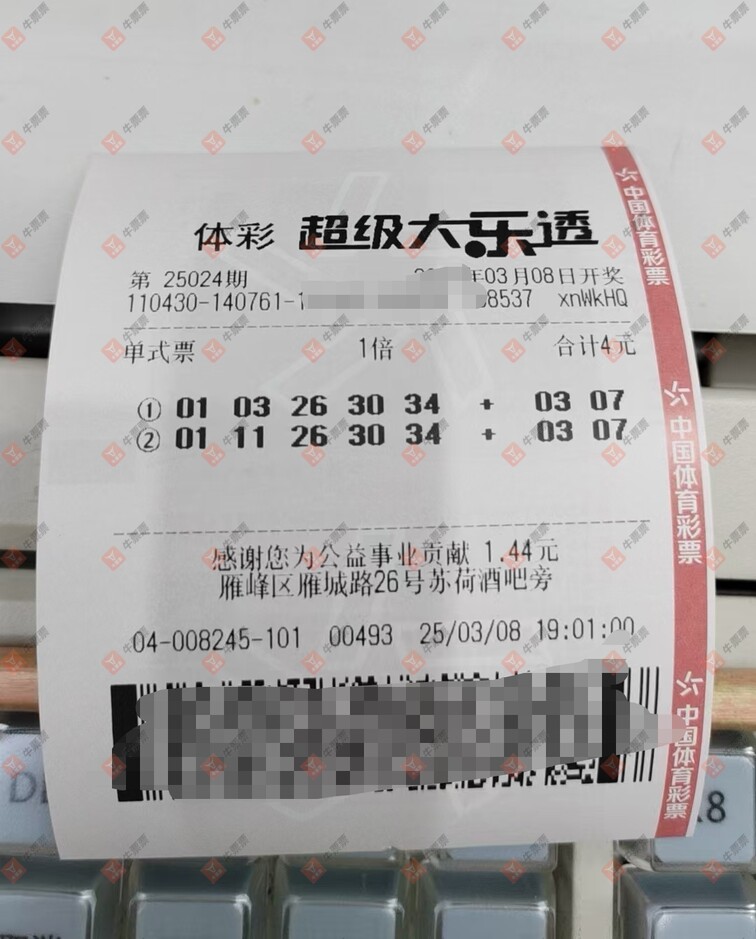 体彩 超级大乐透
第 25024期 2 年03月08日开奖
110430-140761-1 8537 xnWkHQ
单式票 1倍 合计4元
① 01 03 26 30 34 + 03 07
② 01 11 26 30 34 + 03 07
感谢您为公益事业贡献 1.44元
雁峰区雁城路26号苏荷酒吧旁
04-008245-101 00493 25/03/08 19:01:00
中国体育彩票
中国体育彩票
中国体育彩票
8
牛票票